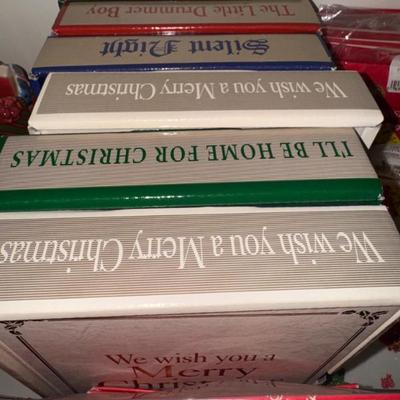 The Little Drummer Boy
Silent Night
We wish you a Merry Christmas
I'LL BE HOME FOR CHRISTMAS
We wish you a Merry Christmas
We wish you a
Merry
Christmas